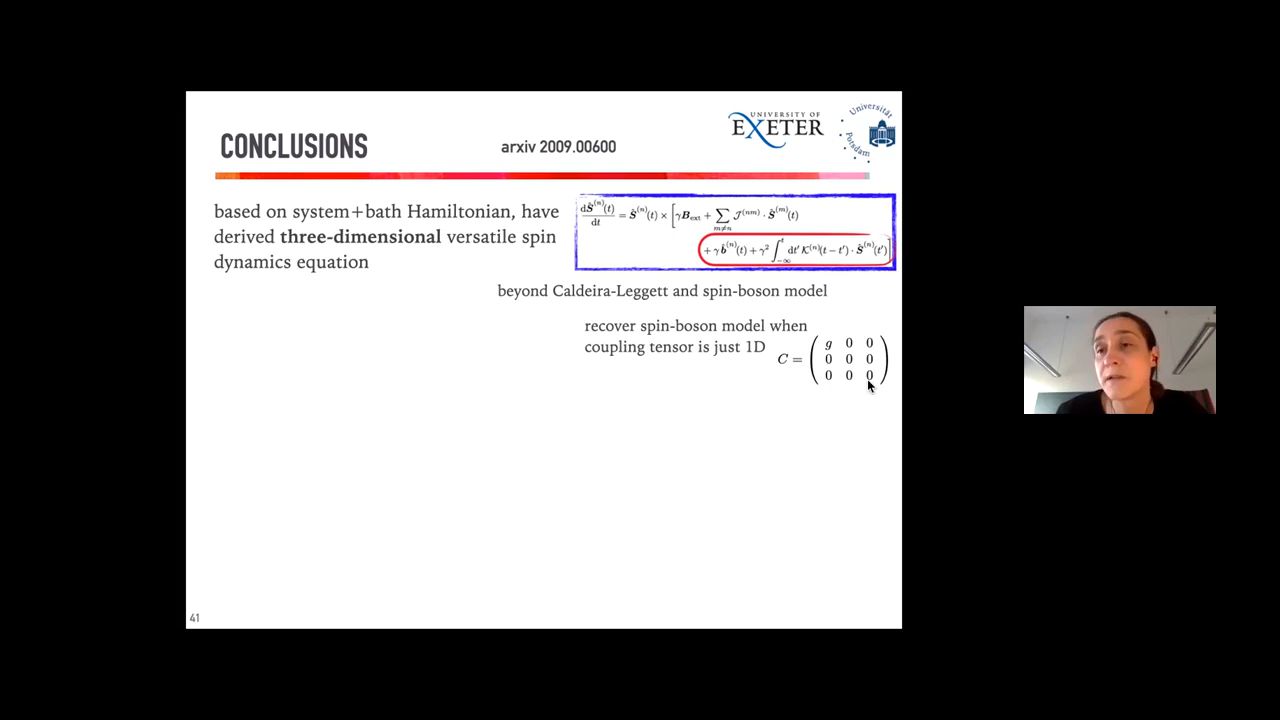 CONCLUSIONS
arxiv 2009.00600
UNIVERSITY OF
EXETER
Universität
Potsdam
based on system+bath Hamiltonian, have
derived three-dimensional versatile spin
dynamics equation
dŜ⁽ⁿ⁾(t)/dt = Ŝ⁽ⁿ⁾(t) × [γB_ext + ∑_{m≠n} 𝒥⁽ⁿᵐ⁾ · Ŝ⁽ᵐ⁾(t)
+ γ b̂⁽ⁿ⁾(t) + γ² ∫_{-∞}^{t} dt′ 𝒦⁽ⁿ⁾(t − t′) · Ŝ⁽ⁿ⁾(t′)]
beyond Caldeira-Leggett and spin-boson model
recover spin-boson model when
coupling tensor is just 1D
g 0 0
C = 0 0 0
0 0 0
41